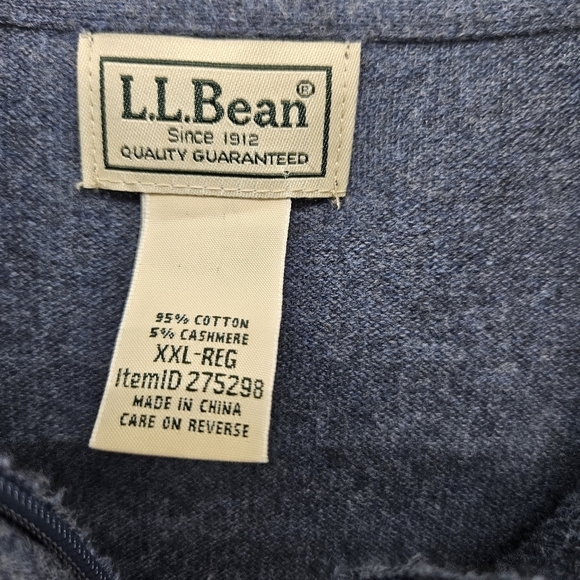 L.L.Bean®
Since 1912
QUALITY GUARANTEED
95% COTTON
5% CASHMERE
XXL-REG
ItemID 275298
MADE IN CHINA
CARE ON REVERSE